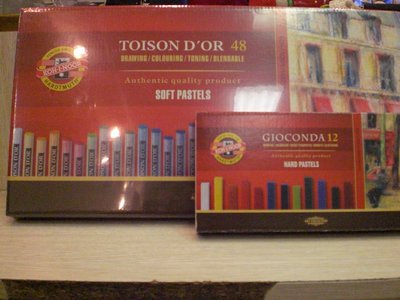 KOH-I-NOOR
HARDTMUTH
TOISON D'OR 48
DRAWING / COLOURING / TONING / BLENDABLE
Authentic quality product
SOFT PASTELS
KOH-I-NOOR
GIOCONDA 12
Authentic quality product
HARD PASTELS